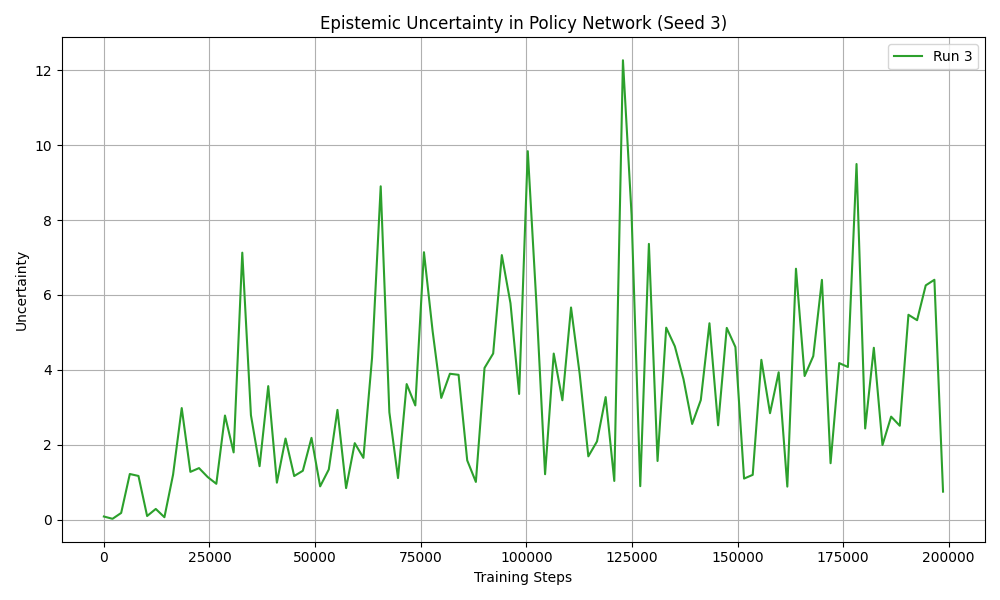 Epistemic Uncertainty in Policy Network (Seed 3)
Run 3
Uncertainty
12
10
8
6
4
2
0
0 25000 50000 75000 100000 125000 150000 175000 200000
Training Steps